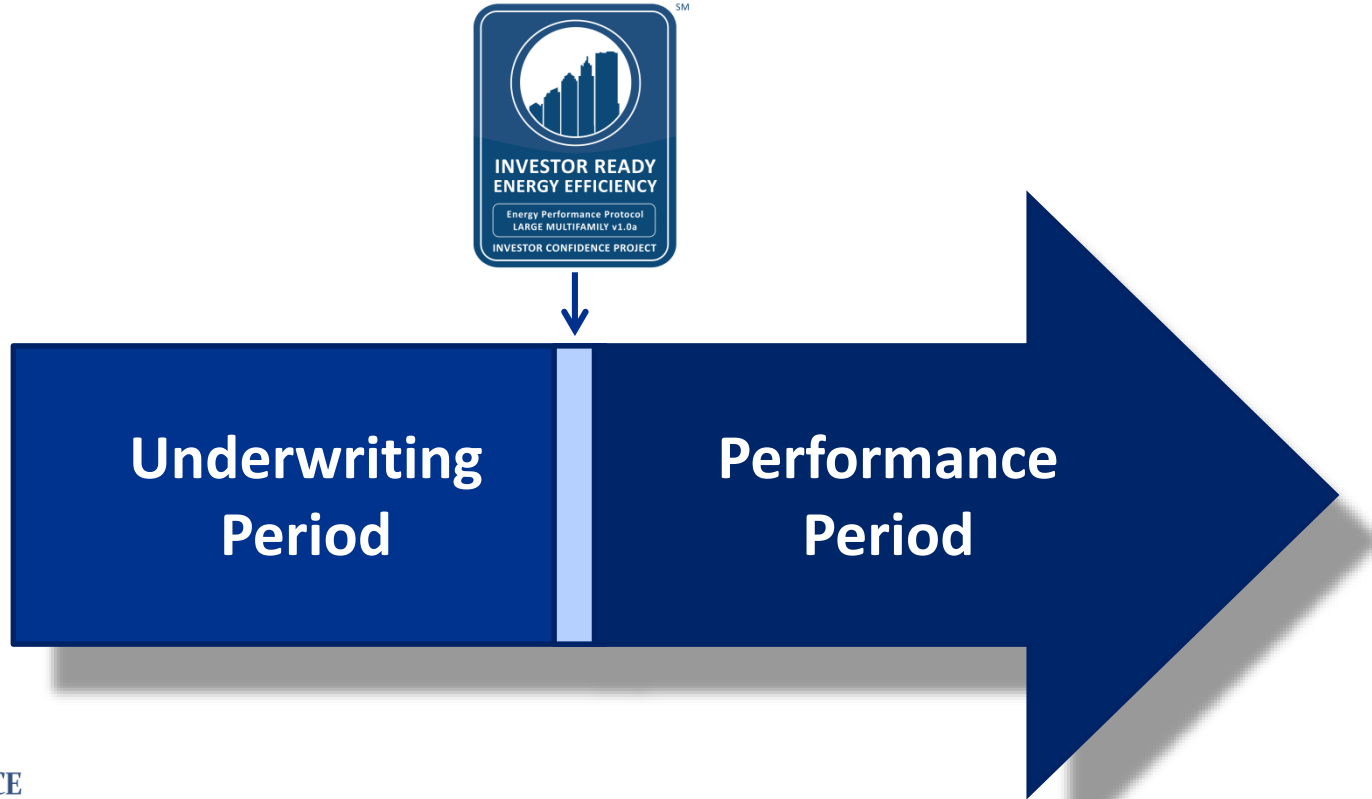 SM
INVESTOR READY
ENERGY EFFICIENCY
Energy Performance Protocol
LARGE MULTIFAMILY v1.0a
INVESTOR CONFIDENCE PROJECT
Underwriting
Period
Performance
Period
CE